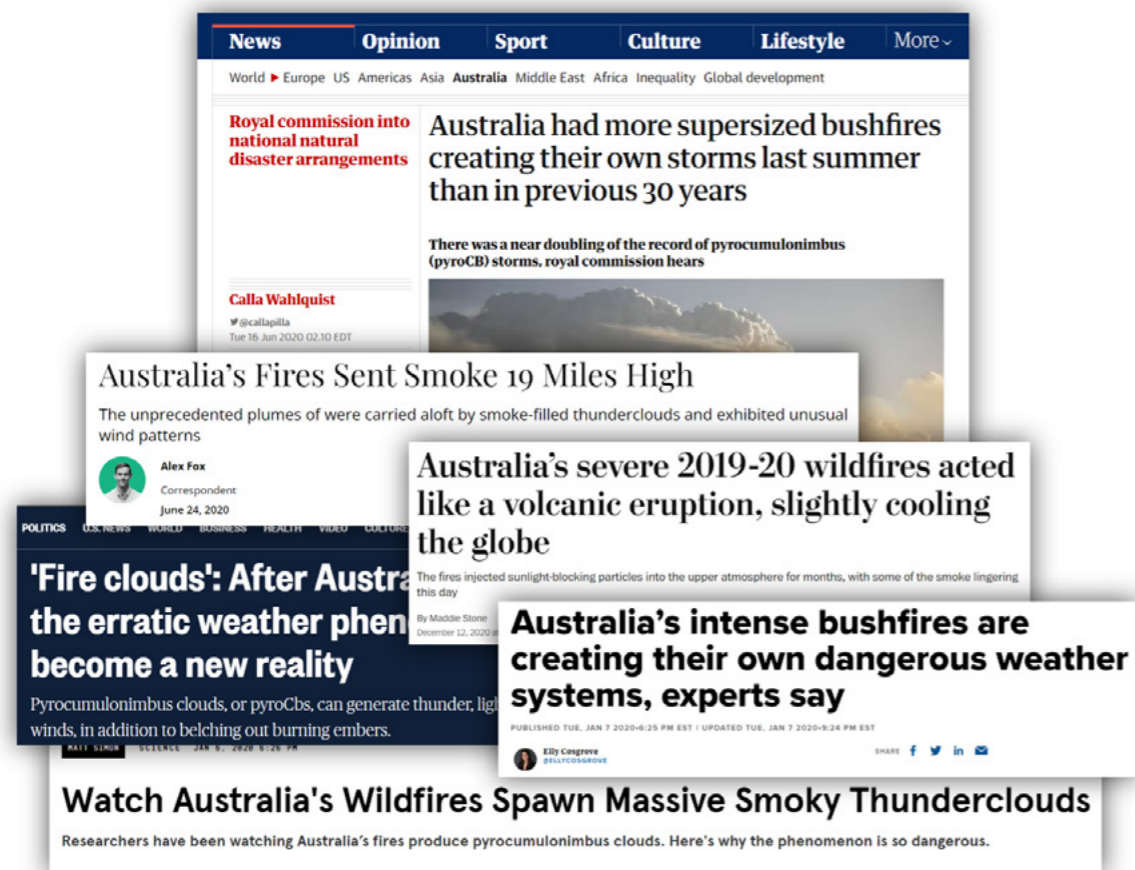 News Opinion Sport Culture Lifestyle More
World Europe US Americas Asia Australia Middle East Africa Inequality Global development
Royal commission into
national natural
disaster arrangements
Australia had more supersized bushfires
creating their own storms last summer
than in previous 30 years
There was a near doubling of the record of pyrocumulonimbus
(pyroCB) storms, royal commission hears
Calla Wahlquist
@callapilla
Tue 16 Jun 2020 02.10 EDT
Australia's Fires Sent Smoke 19 Miles High
The unprecedented plumes of were carried aloft by smoke-filled thunderclouds and exhibited unusual
wind patterns
Alex Fox
Correspondent
June 24, 2020
Australia's severe 2019-20 wildfires acted
like a volcanic eruption, slightly cooling
the globe
The fires injected sunlight-blocking particles into the upper atmosphere for months, with some of the smoke lingering
this day
By Maddie Stone
December 12, 2020
POLITICS U.S. NEWS WORLD BUSINESS HEALTH VIDEO CULTURE
'Fire clouds': After Austra
the erratic weather phen
become a new reality
Pyrocumulonimbus clouds, or pyroCbs, can generate thunder, lig
winds, in addition to belching out burning embers.
Australia's intense bushfires are
creating their own dangerous weather
systems, experts say
PUBLISHED TUE, JAN 7 2020•6:25 PM EST | UPDATED TUE, JAN 7 2020•9:24 PM EST
Elly Cosgrove
@ELLYCOSGROVE
SHARE
MATT SIMON SCIENCE JAN 6, 2020 6:26 PM
Watch Australia's Wildfires Spawn Massive Smoky Thunderclouds
Researchers have been watching Australia's fires produce pyrocumulonimbus clouds. Here's why the phenomenon is so dangerous.